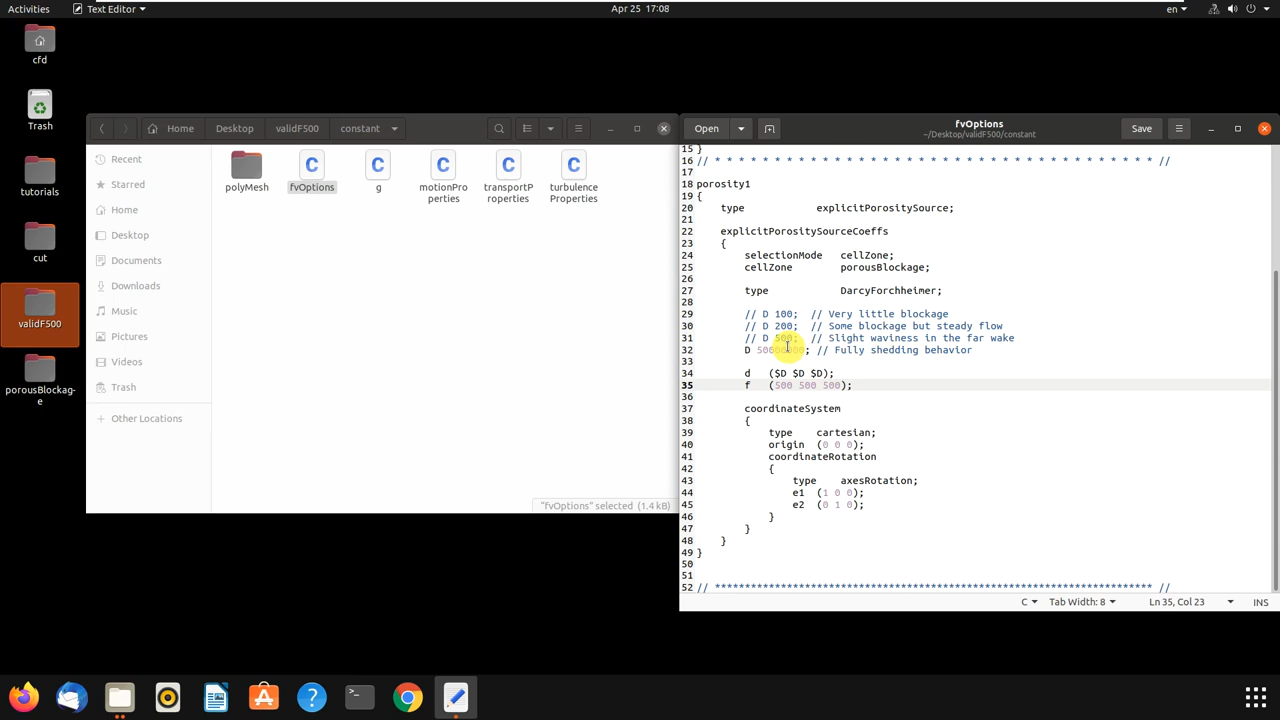 Activities
Text Editor
Apr 25 17:08
en
cfd
Trash
tutorials
cut
validF500
porousBlockag
e
Home
Desktop
validF500
constant
Recent
Starred
Home
Desktop
Documents
Downloads
Music
Pictures
Videos
Trash
Other Locations
polyMesh
fvOptions
g
motionPro
perties
transportP
roperties
turbulence
Properties
"fvOptions" selected (1.4 kB)
Open
fvOptions
~/Desktop/validF500/constant
Save
15 }
16 // * * * * * * * * * * * * * * * * * * * * * * * * * * * * * * * * * * * * * //
17
18 porosity1
19 {
20 type explicitPorositySource;
21
22 explicitPorositySourceCoeffs
23 {
24 selectionMode cellZone;
25 cellZone porousBlockage;
26
27 type DarcyForchheimer;
28
29 // D 100; // Very little blockage
30 // D 200; // Some blockage but steady flow
31 // D 500; // Slight waviness in the far wake
32 D ; // Fully shedding behavior
33
34 d ($D $D $D);
35 f (500 500 500);
36
37 coordinateSystem
38 {
39 type cartesian;
40 origin (0 0 0);
41 coordinateRotation
42 {
43 type axesRotation;
44 e1 (1 0 0);
45 e2 (0 1 0);
46 }
47 }
48 }
49 }
50
51
52 // ************************************************************************* //
C
Tab Width: 8
Ln 35, Col 23
INS